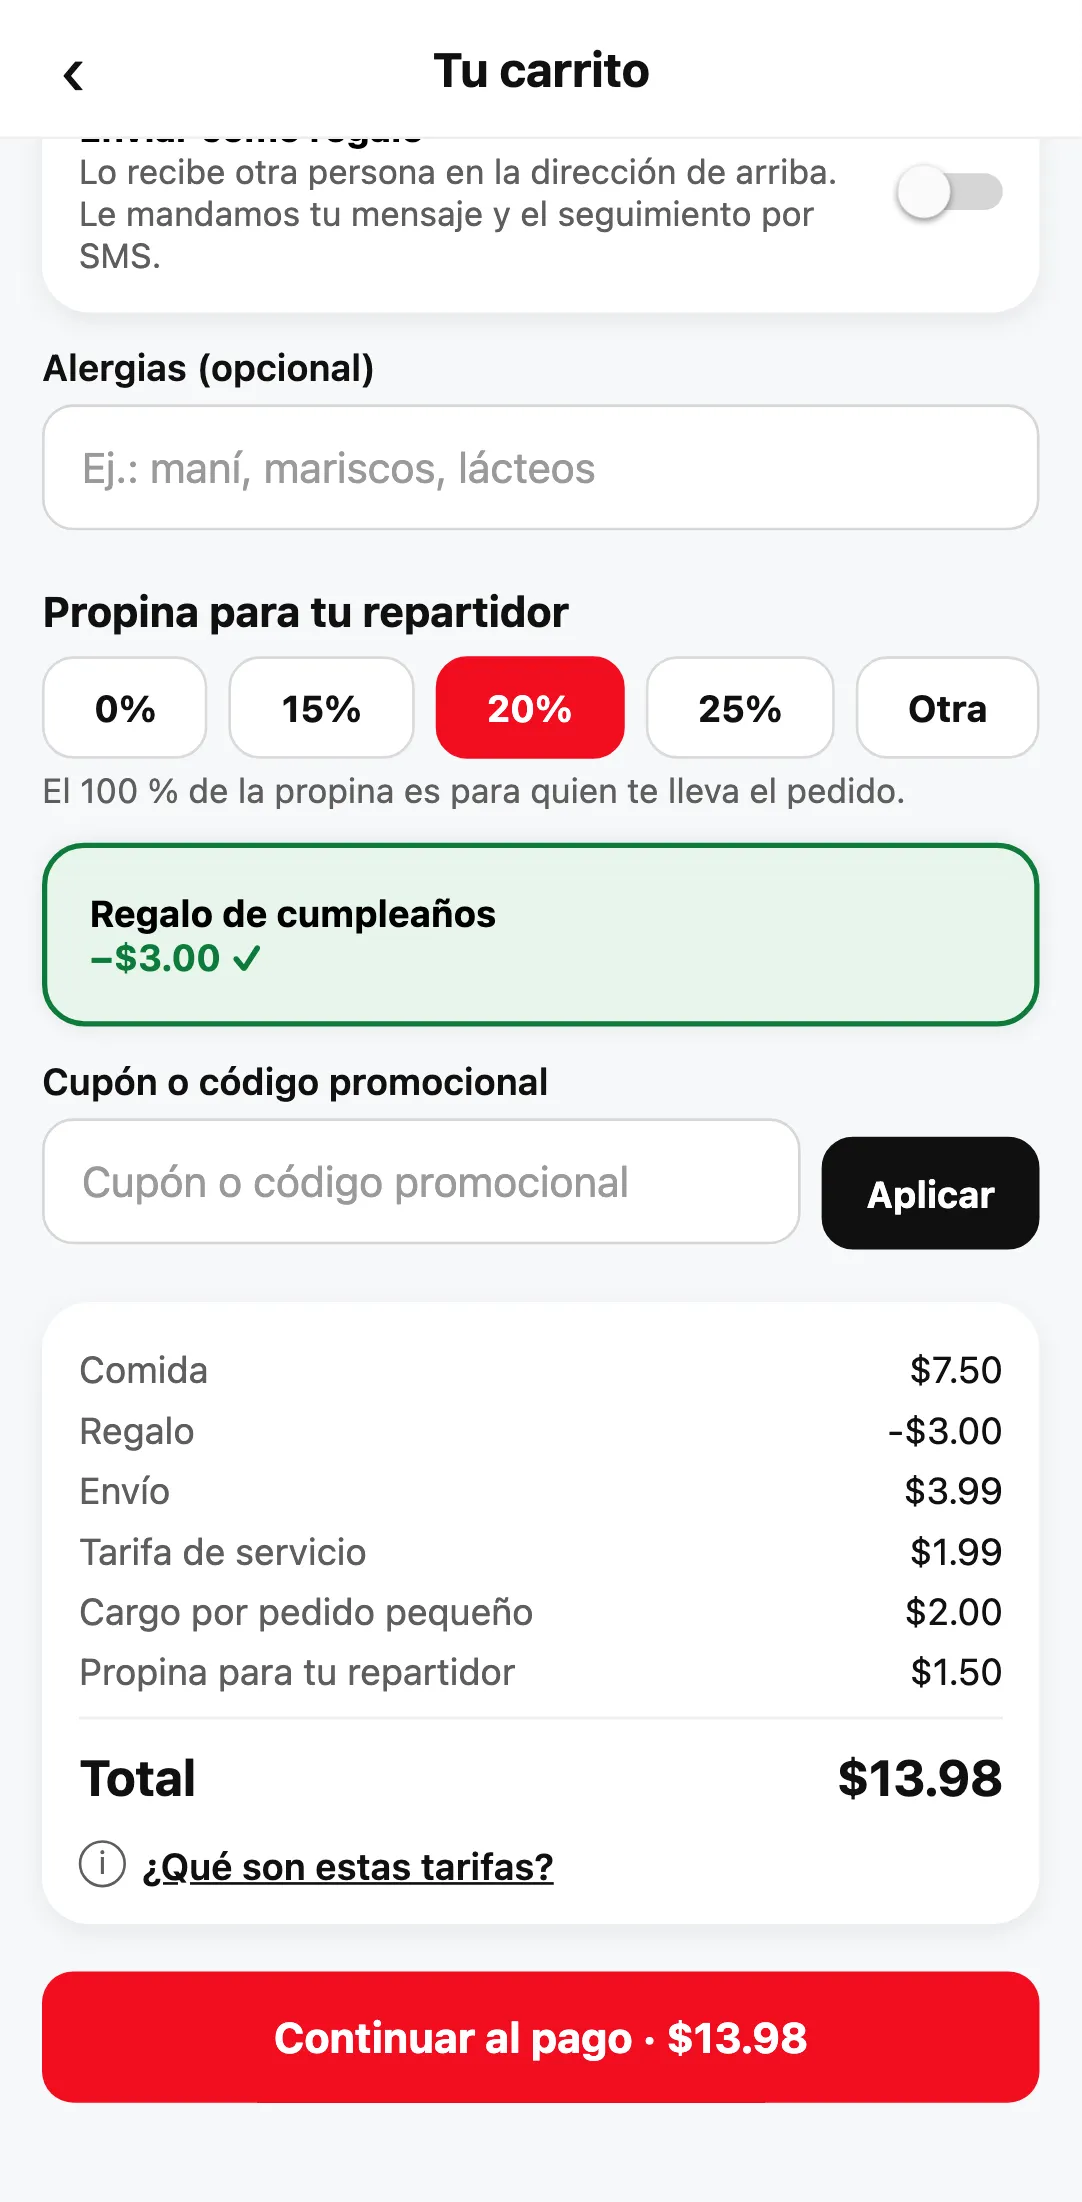 Tu carrito
Enviar como regalo
Lo recibe otra persona en la dirección de arriba.
Le mandamos tu mensaje y el seguimiento por
SMS.
Alergias (opcional)
Ej.: maní, mariscos, lácteos
Propina para tu repartidor
0% 15% 20% 25% Otra
El 100 % de la propina es para quien te lleva el pedido.
Regalo de cumpleaños
–$3.00 ✓
Cupón o código promocional
Cupón o código promocional Aplicar
Comida $7.50
Regalo -$3.00
Envío $3.99
Tarifa de servicio $1.99
Cargo por pedido pequeño $2.00
Propina para tu repartidor $1.50
Total $13.98
¿Qué son estas tarifas?
Continuar al pago · $13.98